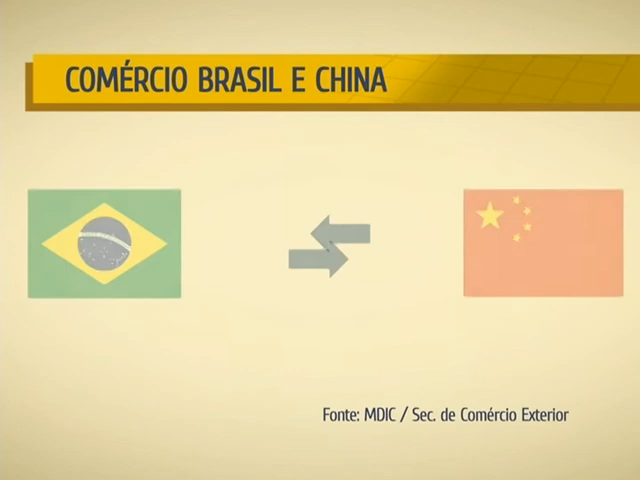 COMÉRCIO BRASIL E CHINA
Fonte: MDIC / Sec. de Comércio Exterior